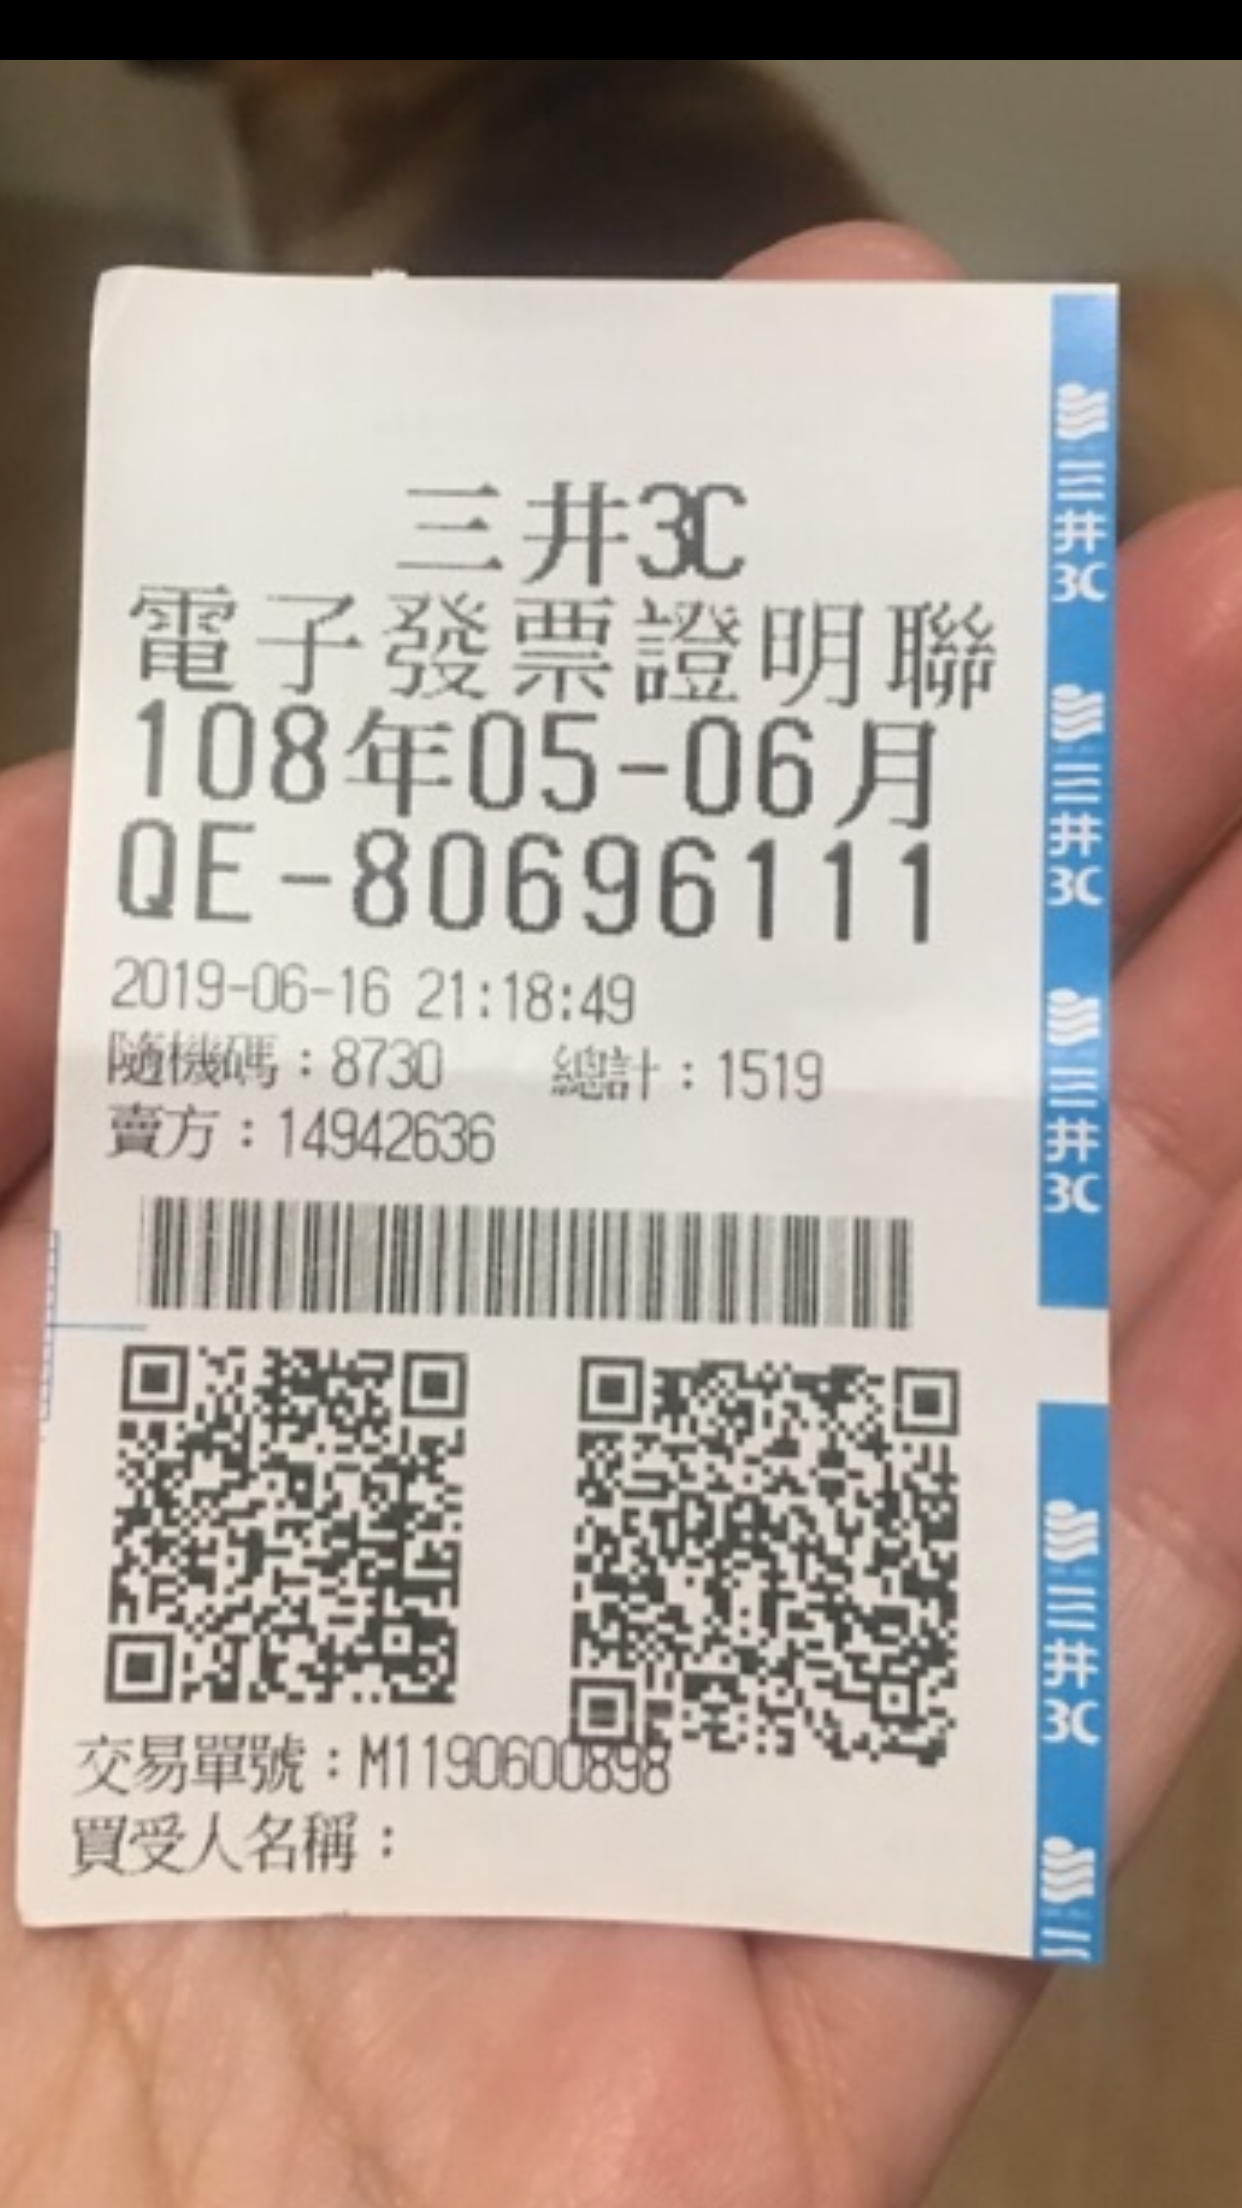 三井3C
電子發票證明聯
108年05-06月
QE-80696111
2019-06-16 21:18:49
隨機碼：8730 總計：1519
賣方：14942636
交易單號：M1190600898
買受人名稱：
三井3C
三井3C
三井3C
三井3C
三